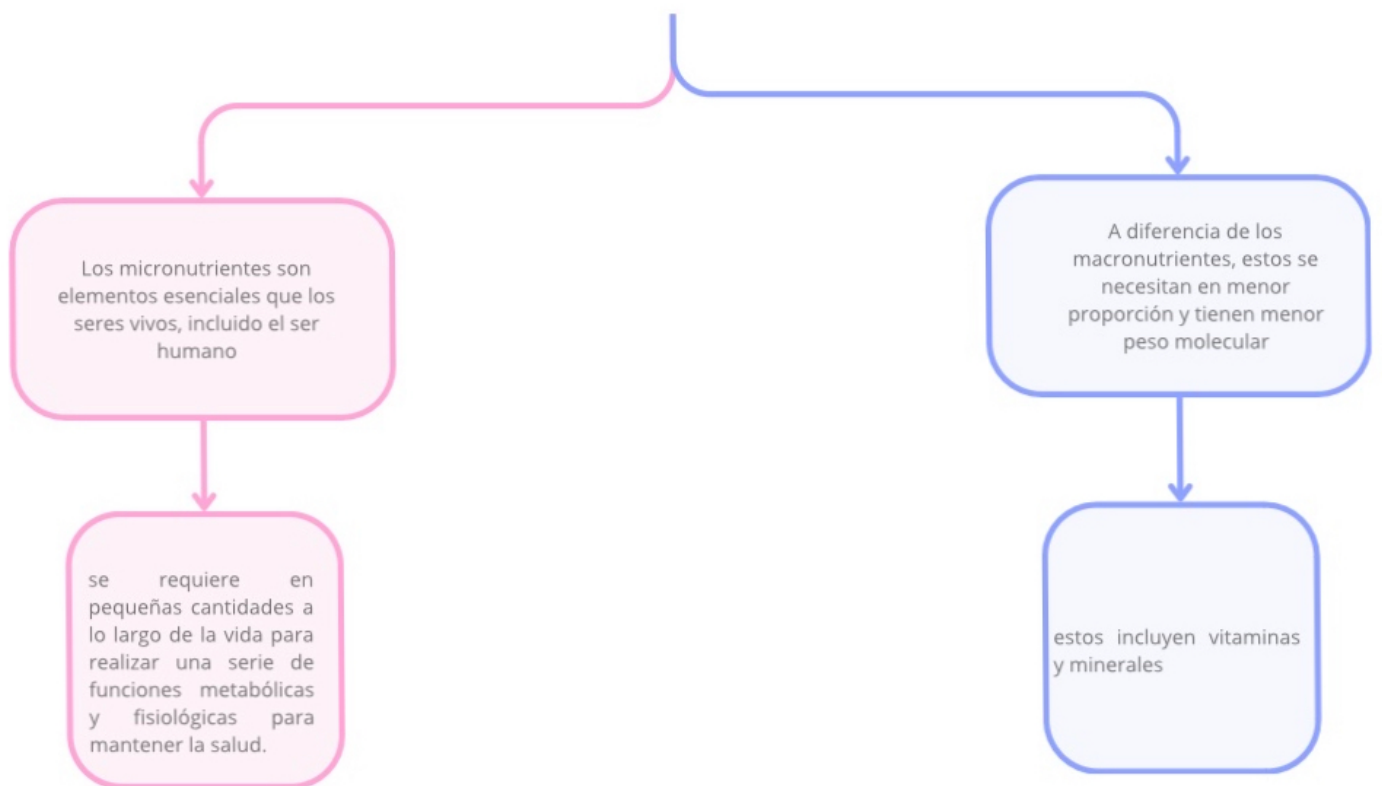 Los micronutrientes son
elementos esenciales que los
seres vivos, incluido el ser
humano
se requiere en
pequeñas cantidades a
lo largo de la vida para
realizar una serie de
funciones metabólicas
y fisiológicas para
mantener la salud.
A diferencia de los
macronutrientes, estos se
necesitan en menor
proporción y tienen menor
peso molecular
estos incluyen vitaminas
y minerales